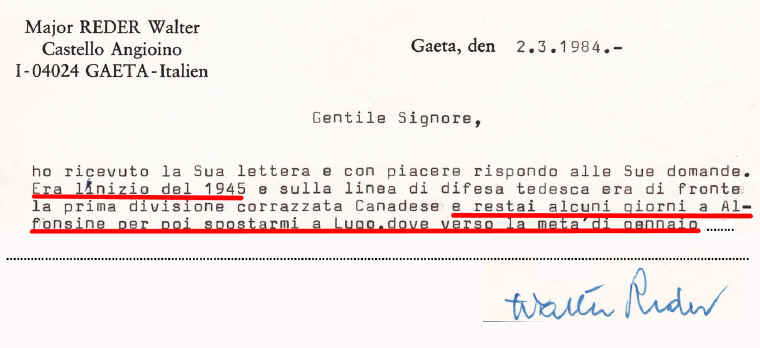 Major REDER Walter
Castello Angioino
I-04024 GAETA-Italien
Gaeta, den 2.3.1984.-
Gentile Signore,
ho ricevuto la Sua lettera e con piacere rispondo alle Sue domande.
Era l'inizio del 1945 e sulla linea di difesa tedesca era di fronte
la prima divisione corrazzata Canadese e restai alcuni giorni a Al-
fonsine per poi spostarmi a Lugo,dove verso la meta'di gennaio ......
Walter Reder